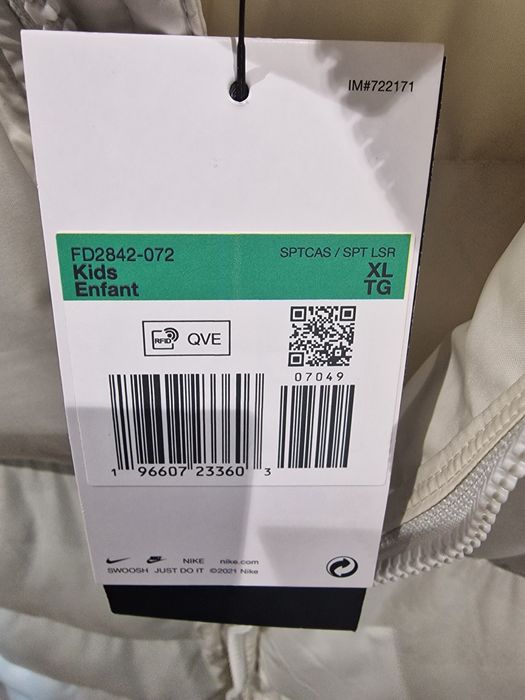 IM#722171
FD2842-072 SPTCAS / SPT LSR
Kids XL
Enfant TG
RFID QVE
07049
1 96607 23360 3
NIKE nike.com
SWOOSH JUST DO IT ©2021 Nike